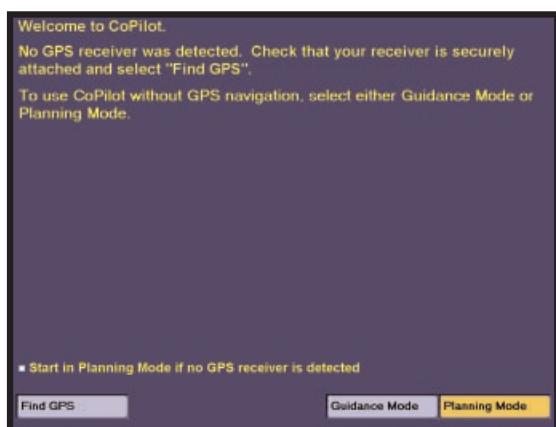 Welcome to CoPilot.
No GPS receiver was detected. Check that your receiver is securely
attached and select "Find GPS".
To use CoPilot without GPS navigation, select either Guidance Mode or
Planning Mode.
Start in Planning Mode if no GPS receiver is detected
Find GPS
Guidance Mode
Planning Mode